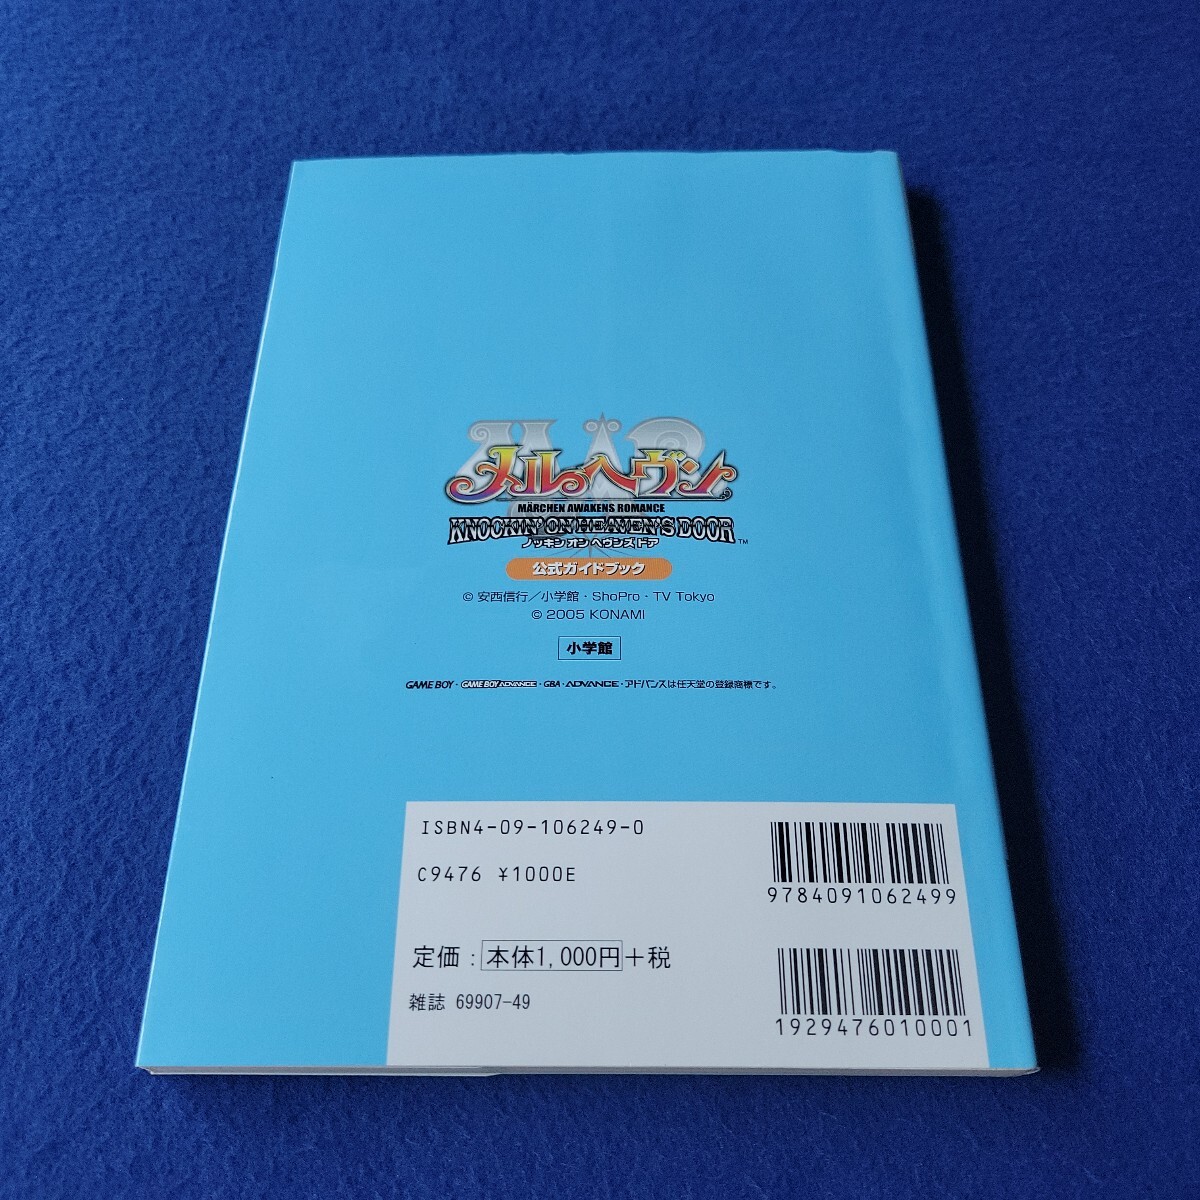 MÄR
メルヘヴン
MÄRCHEN AWAKENS ROMANCE
KNOCKIN' ON HEAVEN'S DOOR™
ノッキン オン ヘヴンズ ドア
公式ガイドブック
© 安西信行／小学館・ShoPro・TV Tokyo
© 2005 KONAMI
小学館
GAME BOY・GAME BOY ADVANCE・GBA・ADVANCE・アドバンスは任天堂の登録商標です。
ISBN4-09-106249-0
C9476 ¥1000E
9784091062499
定価：本体1,000円＋税
雑誌 69907-49
1929476010001